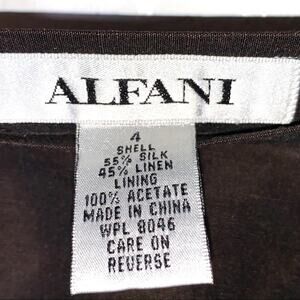 ALFANI
4
SHELL
55% SILK
45% LINEN
LINING
100% ACETATE
MADE IN CHINA
WPL 8046
CARE ON
REVERSE